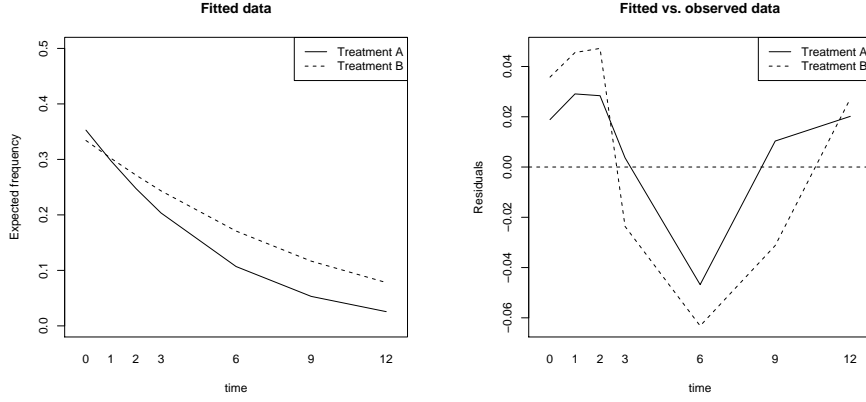 Fitted data
Treatment A
Treatment B
Expected frequency
0.5
0.4
0.3
0.2
0.1
0.0
0 1 2 3 6 9 12
time
Fitted vs. observed data
Treatment A
Treatment B
Residuals
0.04
0.02
0.00
−0.02
−0.04
−0.06
0 1 2 3 6 9 12
time